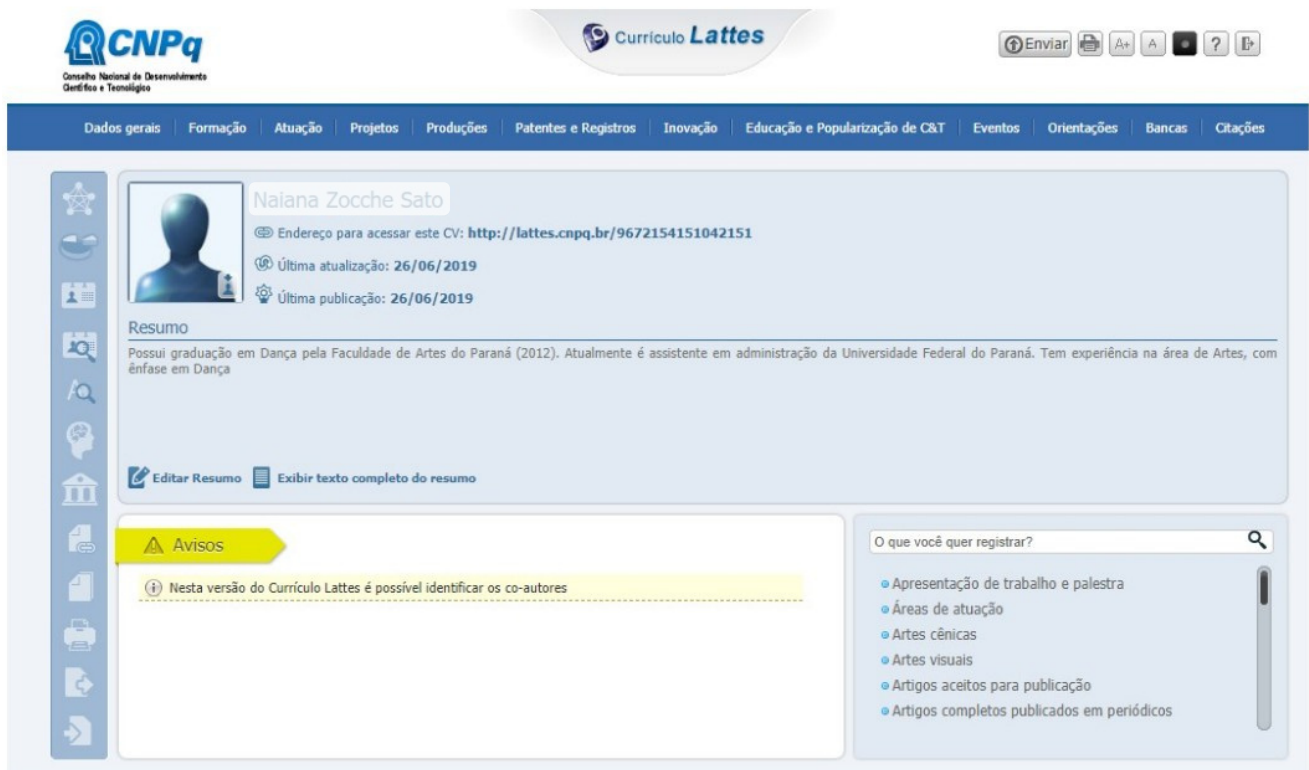 CNPq
Conselho Nacional de Desenvolvimento
Científico e Tecnológico
Currículo Lattes
Enviar A+ A ?
Dados gerais Formação Atuação Projetos Produções Patentes e Registros Inovação Educação e Popularização de C&T Eventos Orientações Bancas Citações
Naiana Zocche Sato
Endereço para acessar este CV: http://lattes.cnpq.br/9672154151042151
Última atualização: 26/06/2019
Última publicação: 26/06/2019
Resumo
Possui graduação em Dança pela Faculdade de Artes do Paraná (2012). Atualmente é assistente em administração da Universidade Federal do Paraná. Tem experiência na área de Artes, com
ênfase em Dança
Editar Resumo Exibir texto completo do resumo
Avisos
Nesta versão do Currículo Lattes é possível identificar os co-autores
O que você quer registrar?
Apresentação de trabalho e palestra
Áreas de atuação
Artes cênicas
Artes visuais
Artigos aceitos para publicação
Artigos completos publicados em periódicos